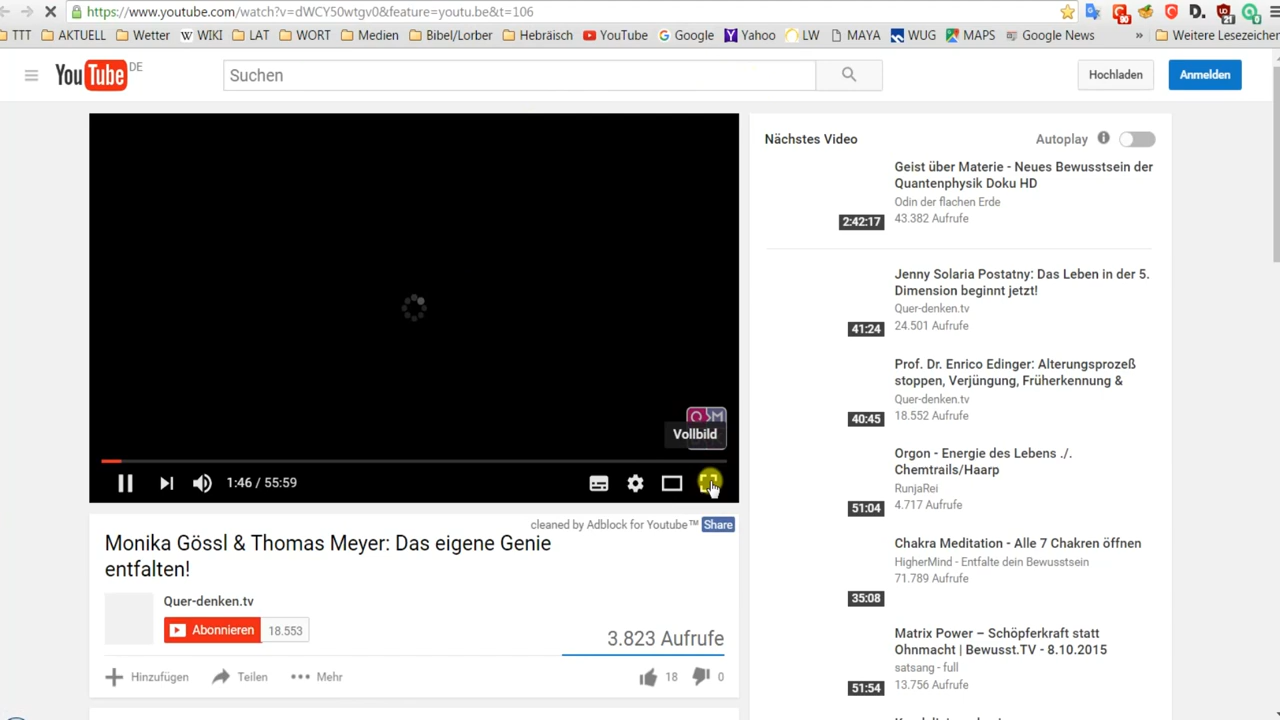 https://www.youtube.com/watch?v=dWCY50wtgv0&feature=youtu.be&t=106
90
21
0
TTT AKTUELL Wetter WIKI LAT WORT Medien Bibel/Lorber Hebräisch YouTube Google Yahoo LW MAYA WUG MAPS Google News » Weitere Lesezeichen
YouTube DE
Suchen
Hochladen
Anmelden
Vollbild
1:46 / 55:59
cleaned by Adblock for Youtube™ Share
Monika Gössl & Thomas Meyer: Das eigene Genie
entfalten!
Quer-denken.tv
Abonnieren 18.553
3.823 Aufrufe
Hinzufügen Teilen Mehr 18 0
Nächstes Video Autoplay
Geist über Materie - Neues Bewusstsein der
Quantenphysik Doku HD
Odin der flachen Erde
43.382 Aufrufe
2:42:17
Jenny Solaria Postatny: Das Leben in der 5.
Dimension beginnt jetzt!
Quer-denken.tv
24.501 Aufrufe
41:24
Prof. Dr. Enrico Edinger: Alterungsprozeß
stoppen, Verjüngung, Früherkennung &
Quer-denken.tv
18.552 Aufrufe
40:45
Orgon - Energie des Lebens ./.
Chemtrails/Haarp
RunjaRei
4.717 Aufrufe
51:04
Chakra Meditation - Alle 7 Chakren öffnen
HigherMind - Entfalte dein Bewusstsein
71.789 Aufrufe
35:08
Matrix Power – Schöpferkraft statt
Ohnmacht | Bewusst.TV - 8.10.2015
satsang - full
13.756 Aufrufe
51:54